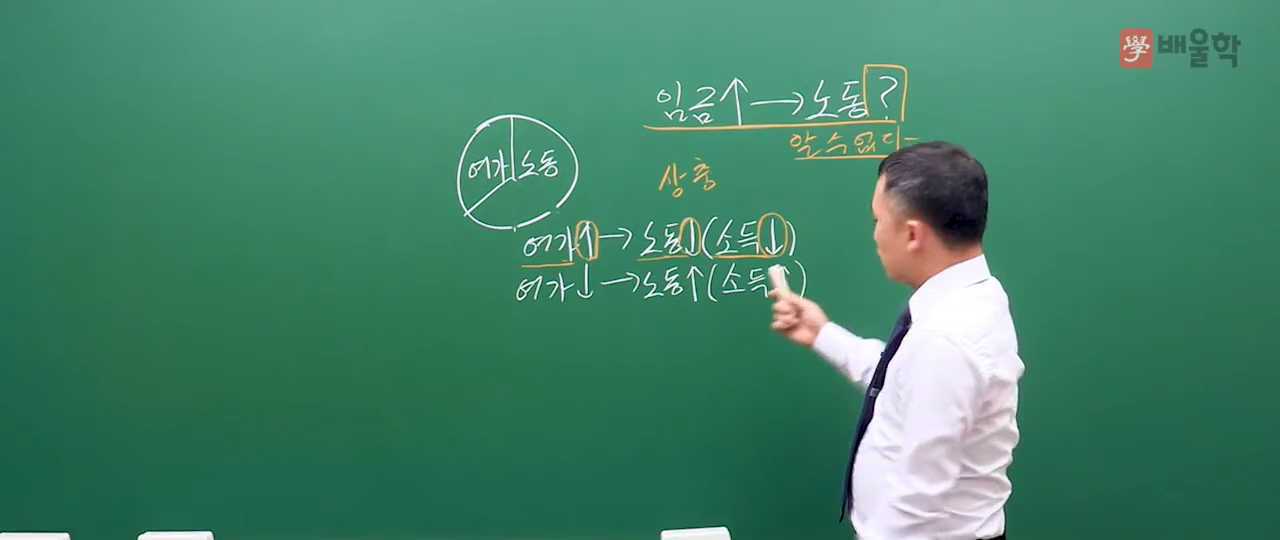 學 배울학
임금↑→노동?
알 수 없다
여가 노동
상충
여가↑→노동↓(소득↓)
여가↓→노동↑(소득↑)